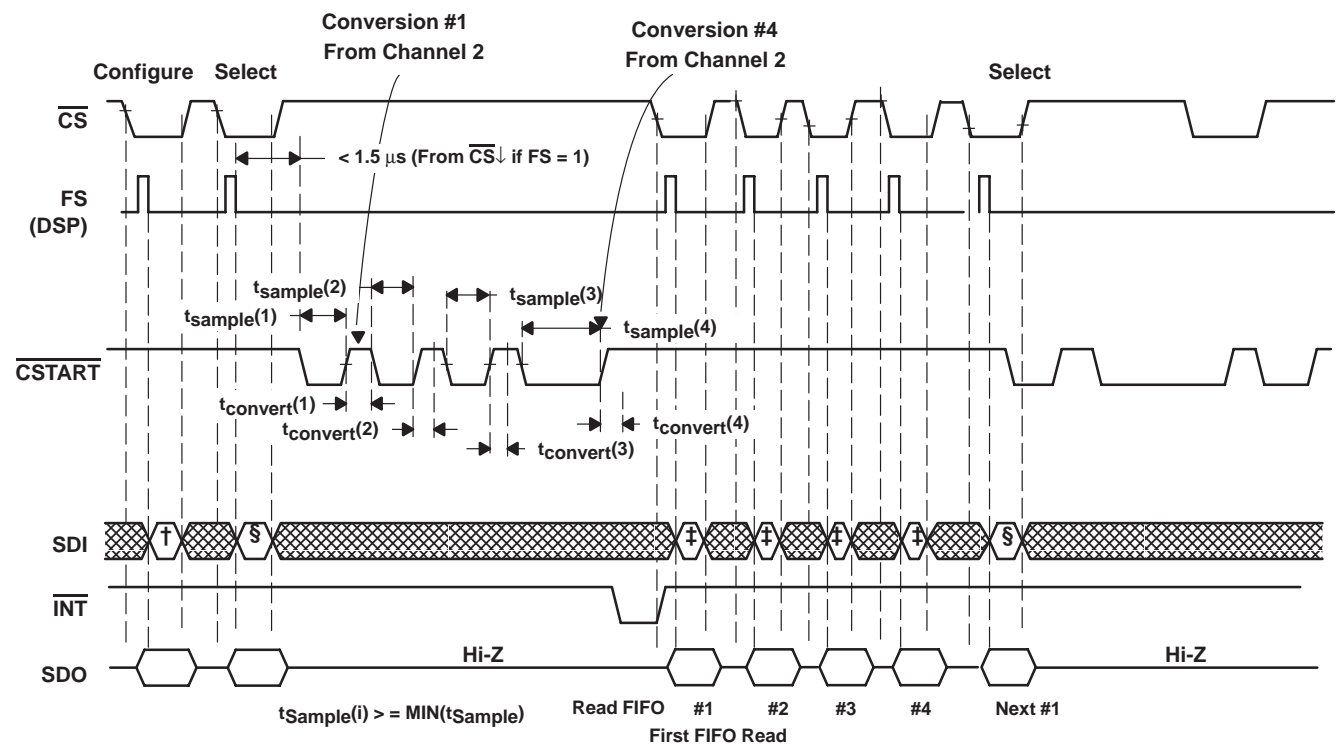 Conversion #1
From Channel 2
Conversion #4
From Channel 2
Configure
Select
Select
CS
< 1.5 μs (From CS↓ if FS = 1)
FS
(DSP)
tsample(2)
tsample(3)
tsample(1)
tsample(4)
CSTART
tconvert(1)
tconvert(2)
tconvert(4)
tconvert(3)
SDI
†
§
‡
‡
‡
‡
§
INT
SDO
Hi-Z
Hi-Z
tSample(i) > = MIN(tSample)
Read FIFO
#1
#2
#3
#4
Next #1
First FIFO Read